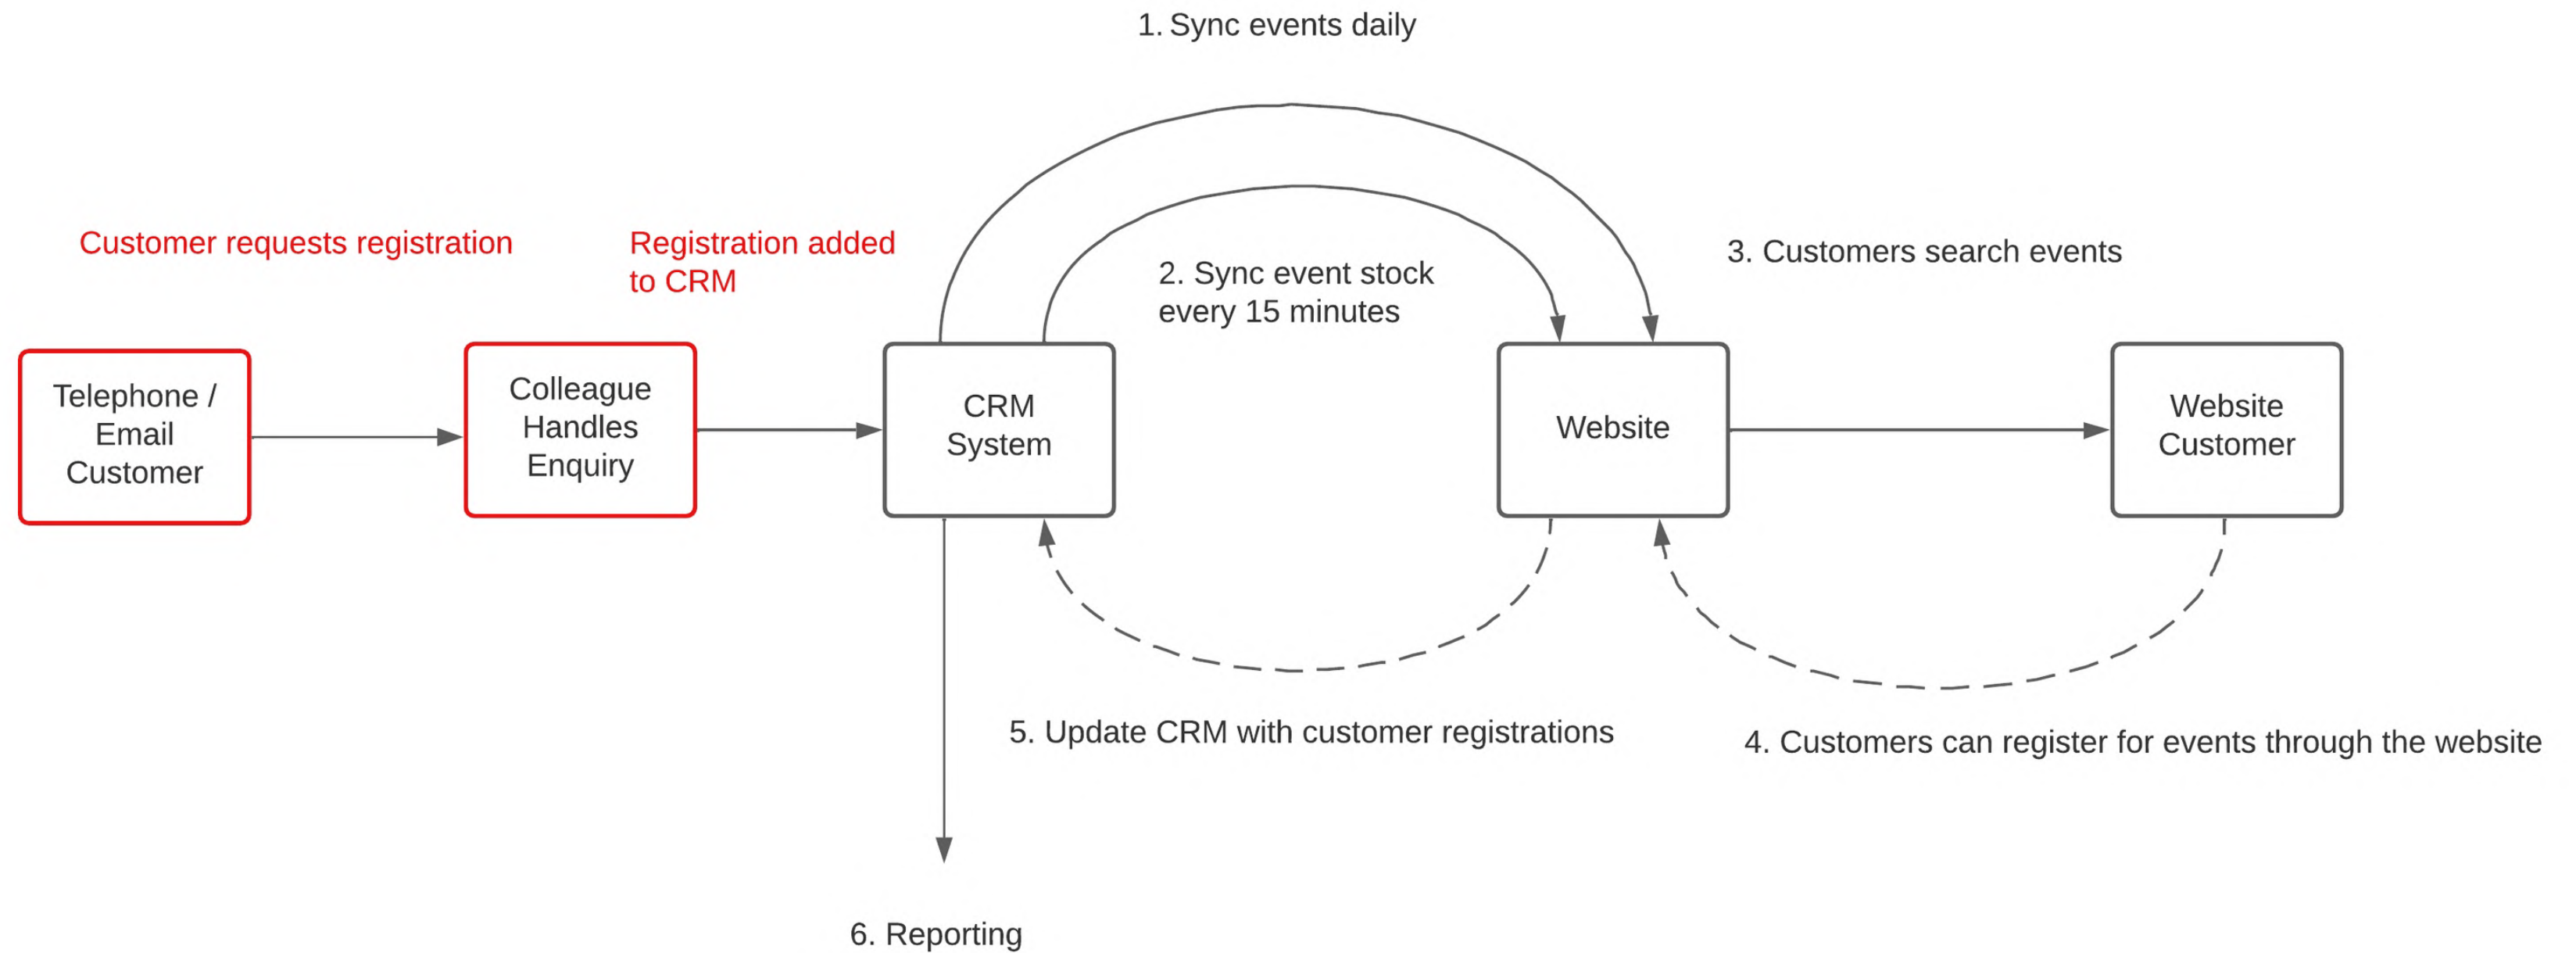 1. Sync events daily
Customer requests registration
Registration added
to CRM
2. Sync event stock
every 15 minutes
3. Customers search events
Telephone /
Email
Customer
Colleague
Handles
Enquiry
CRM
System
Website
Website
Customer
5. Update CRM with customer registrations
4. Customers can register for events through the website
6. Reporting